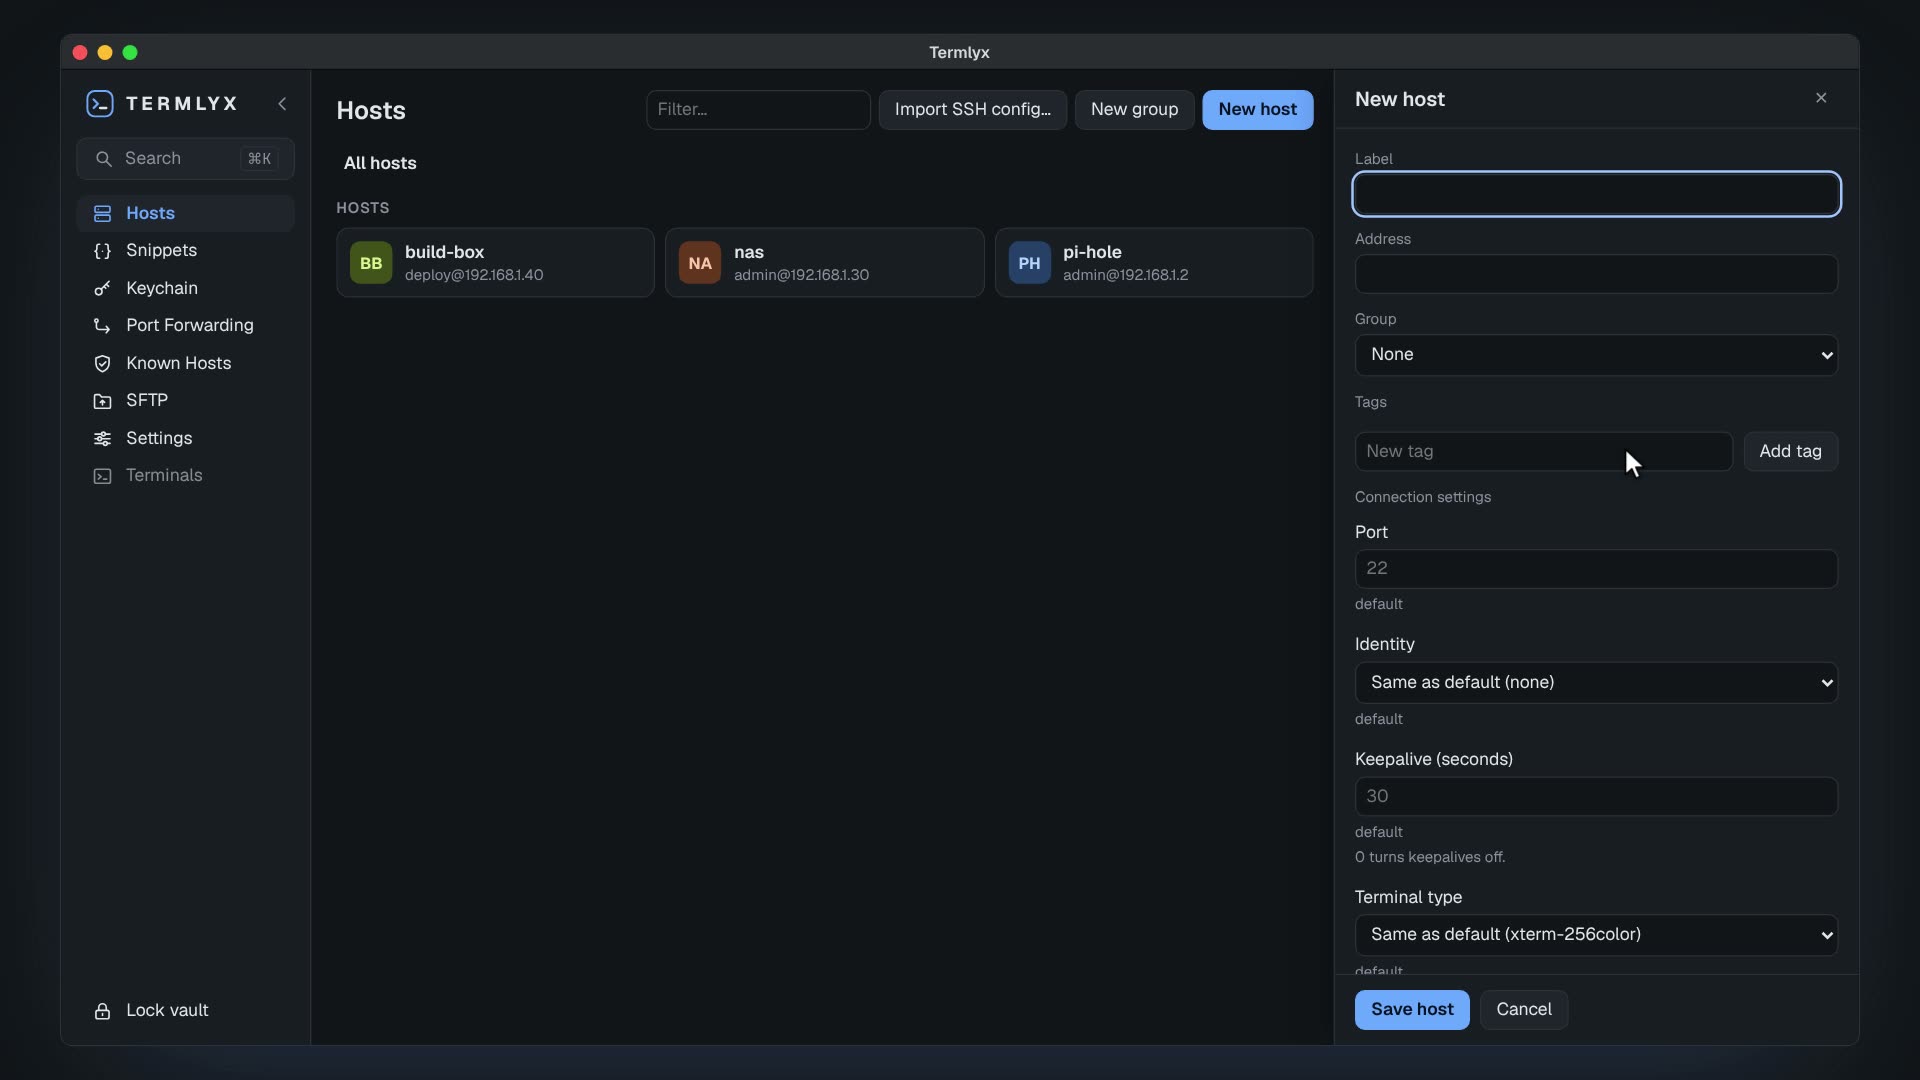 Termlyx
TERMLYX
Search ⌘K
Hosts
Snippets
Keychain
Port Forwarding
Known Hosts
SFTP
Settings
Terminals
Lock vault
Hosts
Filter...
Import SSH config...
New group
New host
All hosts
HOSTS
BB
build-box
deploy@192.168.1.40
NA
nas
admin@192.168.1.30
PH
pi-hole
admin@192.168.1.2
New host
Label
Address
Group
None
Tags
New tag
Add tag
Connection settings
Port
22
default
Identity
Same as default (none)
default
Keepalive (seconds)
30
default
0 turns keepalives off.
Terminal type
Same as default (xterm-256color)
default
Save host
Cancel